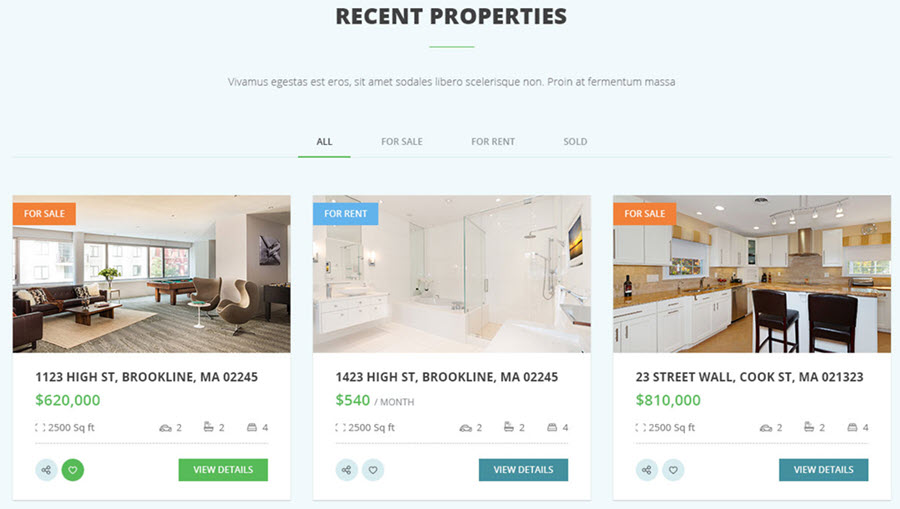 RECENT PROPERTIES
Vivamus egestas est eros, sit amet sodales libero scelerisque non. Proin at fermentum massa
ALL FOR SALE FOR RENT SOLD
FOR SALE
1123 HIGH ST, BROOKLINE, MA 02245
$620,000
2500 Sq ft 2 2 4
VIEW DETAILS
FOR RENT
1423 HIGH ST, BROOKLINE, MA 02245
$540 / MONTH
2500 Sq ft 2 2 4
VIEW DETAILS
FOR SALE
23 STREET WALL, COOK ST, MA 021323
$810,000
2500 Sq ft 2 2 4
VIEW DETAILS